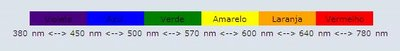 Violeta Azul Verde Amarelo Laranja Vermelho
380 nm <--> 450 nm <--> 500 nm <--> 570 nm <--> 600 nm <--> 640 nm <--> 780 nm